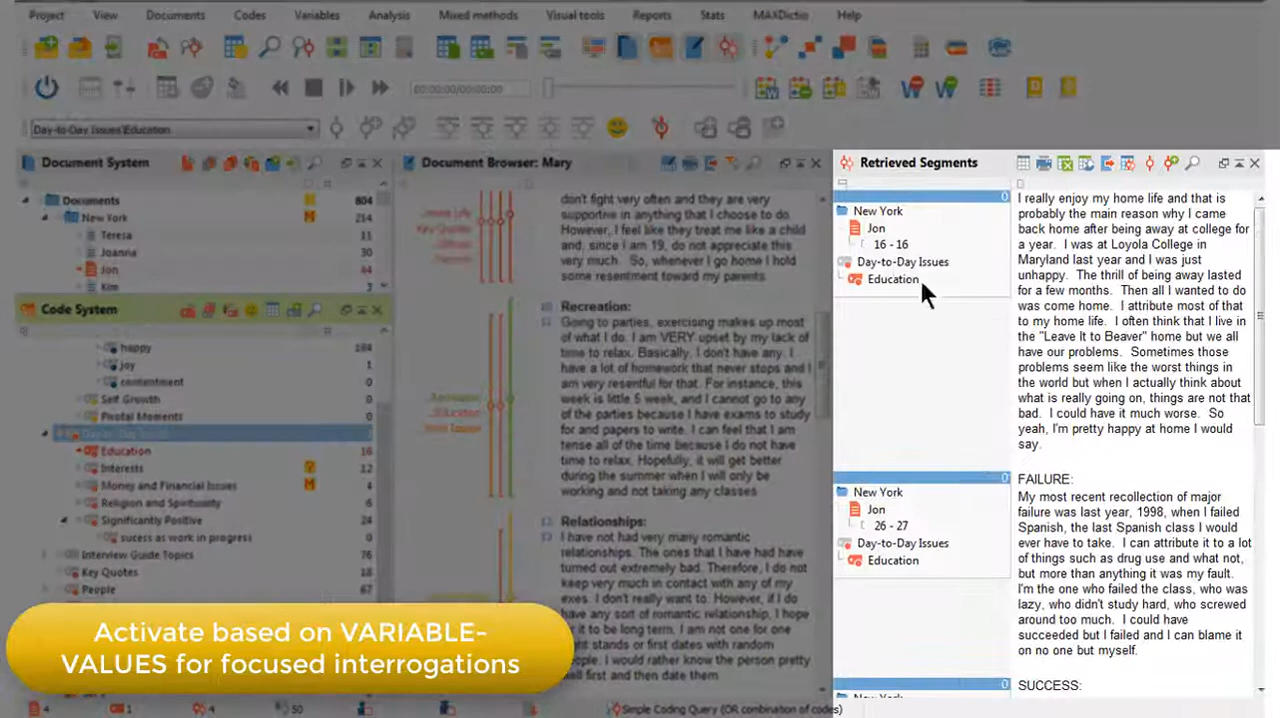 Project View Documents Codes Variables Analysis Mixed methods Visual tools Reports Stats MAXDictio Help
00:00:00/00:00:00
Day-to-Day Issues\Education
Document System
Documents 804
New York 214
Teresa 11
Joanna 30
Jon 44
Kim 3
Code System
happy 184
joy 1
contentment 0
Self Growth 0
Pivotal Moments 0
Education 16
Interests 12
Money and Financial Issues 4
Religion and Spirituality 6
Significantly Positive 24
sucess as work in progress 0
Interview Guide Topics 76
Key Quotes 18
People 67
Document Browser: Mary
Key Quotes
don't fight very often and they are very
supportive in anything that I choose to do.
However, I feel like they treat me like a child
and, since I am 19, do not appreciate this
very much. So, whenever I go home I hold
some resentment toward my parents.
Recreation:
..Education
Going to parties, exercising makes up most
of what I do. I am VERY upset by my lack of
time to relax. Basically, I don't have any. I
have a lot of homework that never stops and I
am very resentful for that. For instance, this
week is little 5 week, and I cannot go to any
of the parties because I have exams to study
for and papers to write. I can feel that I am
tense all of the time because I do not have
time to relax. Hopefully, it will get better
during the summer when I will only be
working and not taking any classes
Relationships:
I have not had very many romantic
relationships. The ones that I have had have
turned out extremely bad. Therefore, I do not
keep very much in contact with any of my
exes. I don't really want to. However, if I do
have any sort of romantic relationship, I hope
for it to be long term. I am not one for one
night stands or first dates with random
people. I would rather know the person pretty
well first and then date them
Retrieved Segments
0
New York
Jon
16 - 16
Day-to-Day Issues
Education
I really enjoy my home life and that is
probably the main reason why I came
back home after being away at college for
a year. I was at Loyola College in
Maryland last year and I was just
unhappy. The thrill of being away lasted
for a few months. Then all I wanted to do
was come home. I attribute most of that
to my home life. I often think that I live in
the "Leave It to Beaver" home but we all
have our problems. Sometimes those
problems seem like the worst things in
the world but when I actually think about
what is really going on, things are not that
bad. I could have it much worse. So
yeah, I'm pretty happy at home I would
say.
0
New York
Jon
26 - 27
Day-to-Day Issues
Education
FAILURE:
My most recent recollection of major
failure was last year, 1998, when I failed
Spanish, the last Spanish class I would
ever have to take. I can attribute it to a lot
of things such as drug use and what not,
but more than anything it was my fault.
I'm the one who failed the class, who was
lazy, who didn't study hard, who screwed
around too much. I could have
succeeded but I failed and I can blame it
on no one but myself.
0
New York
SUCCESS:
Activate based on VARIABLE-
VALUES for focused interrogations
4 1 4 50 Simple Coding Query (OR combination of codes)